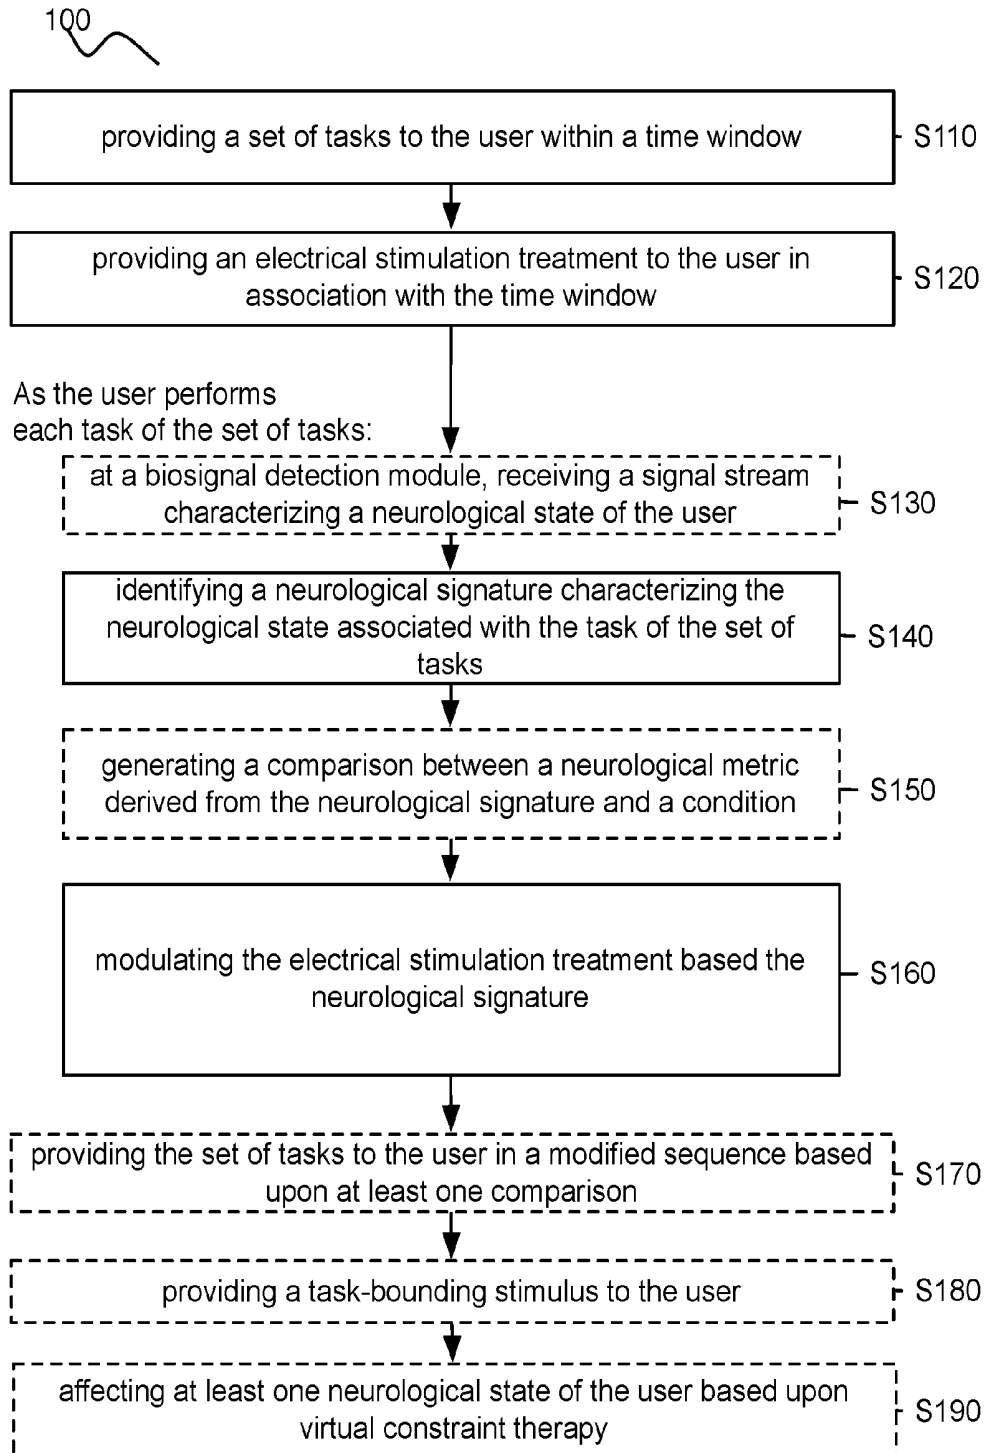 100
providing a set of tasks to the user within a time window
S110
providing an electrical stimulation treatment to the user in
association with the time window
S120
As the user performs
each task of the set of tasks:
at a biosignal detection module, receiving a signal stream
characterizing a neurological state of the user
S130
identifying a neurological signature characterizing the
neurological state associated with the task of the set of
tasks
S140
generating a comparison between a neurological metric
derived from the neurological signature and a condition
S150
modulating the electrical stimulation treatment based the
neurological signature
S160
providing the set of tasks to the user in a modified sequence based
upon at least one comparison
S170
providing a task-bounding stimulus to the user
S180
affecting at least one neurological state of the user based upon
virtual constraint therapy
S190